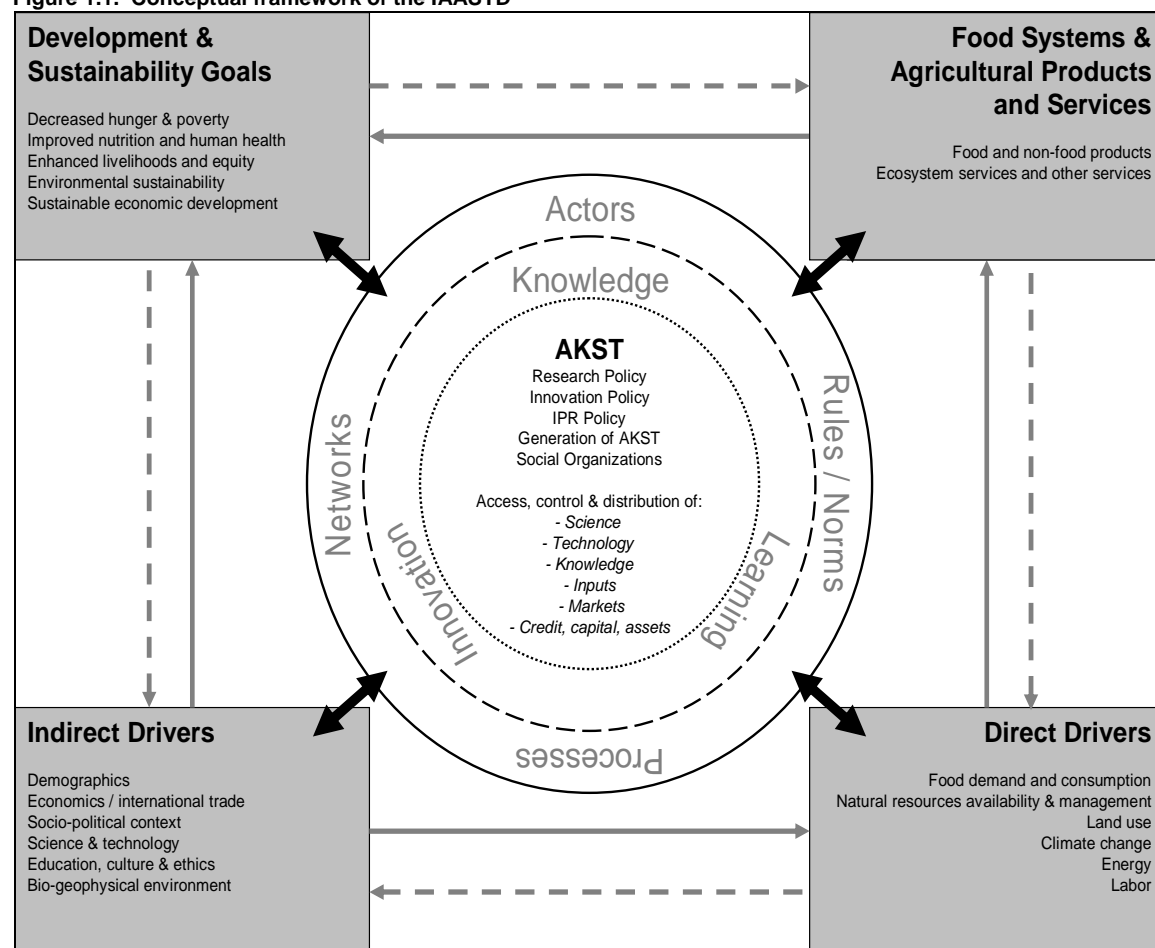 Figure 1.1. Conceptual framework of the IAASTD
Development &
Sustainability Goals
Decreased hunger & poverty
Improved nutrition and human health
Enhanced livelihoods and equity
Environmental sustainability
Sustainable economic development
Food Systems &
Agricultural Products
and Services
Food and non-food products
Ecosystem services and other services
Actors
Knowledge
Networks
Innovation
AKST
Research Policy
Innovation Policy
IPR Policy
Generation of AKST
Social Organizations
Access, control & distribution of:
- Science
- Technology
- Knowledge
- Inputs
- Markets
- Credit, capital, assets
Learning
Rules / Norms
Processes
Indirect Drivers
Demographics
Economics / international trade
Socio-political context
Science & technology
Education, culture & ethics
Bio-geophysical environment
Direct Drivers
Food demand and consumption
Natural resources availability & management
Land use
Climate change
Energy
Labor